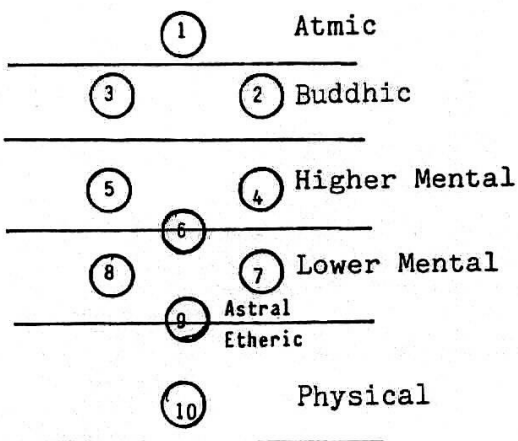 1 Atmic
3 2 Buddhic
5 4 Higher Mental
6
8 7 Lower Mental
9 Astral
Etheric
10 Physical